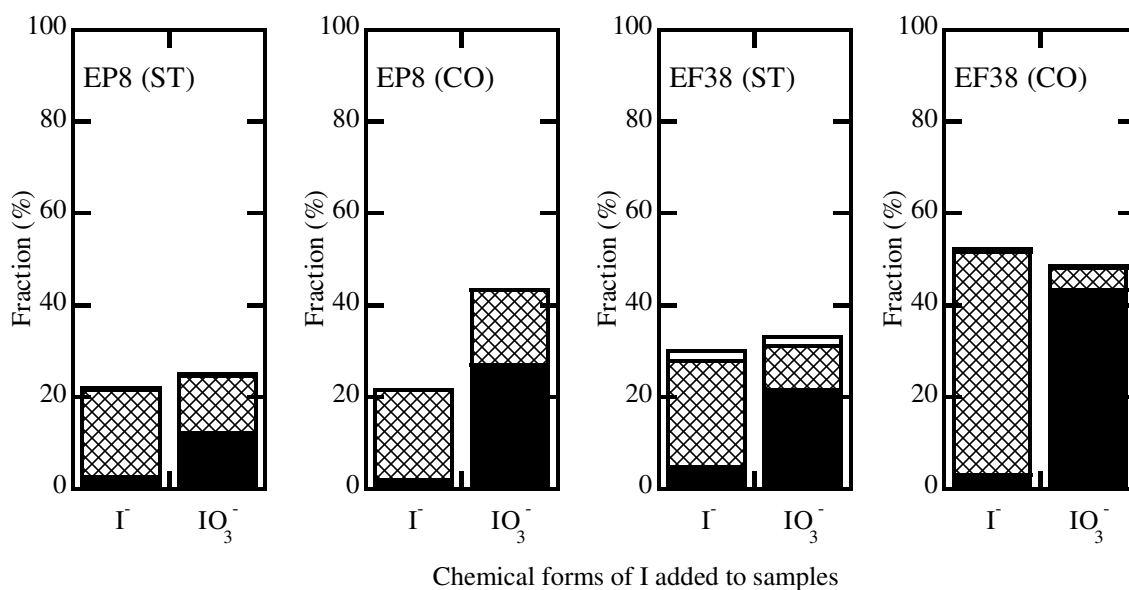 EP8 (ST)
Fraction (%)
100
80
60
40
20
0
I⁻
IO₃⁻
EP8 (CO)
Fraction (%)
100
80
60
40
20
0
I⁻
IO₃⁻
EF38 (ST)
Fraction (%)
100
80
60
40
20
0
I⁻
IO₃⁻
EF38 (CO)
Fraction (%)
100
80
60
40
20
0
I⁻
IO₃⁻
Chemical forms of I added to samples